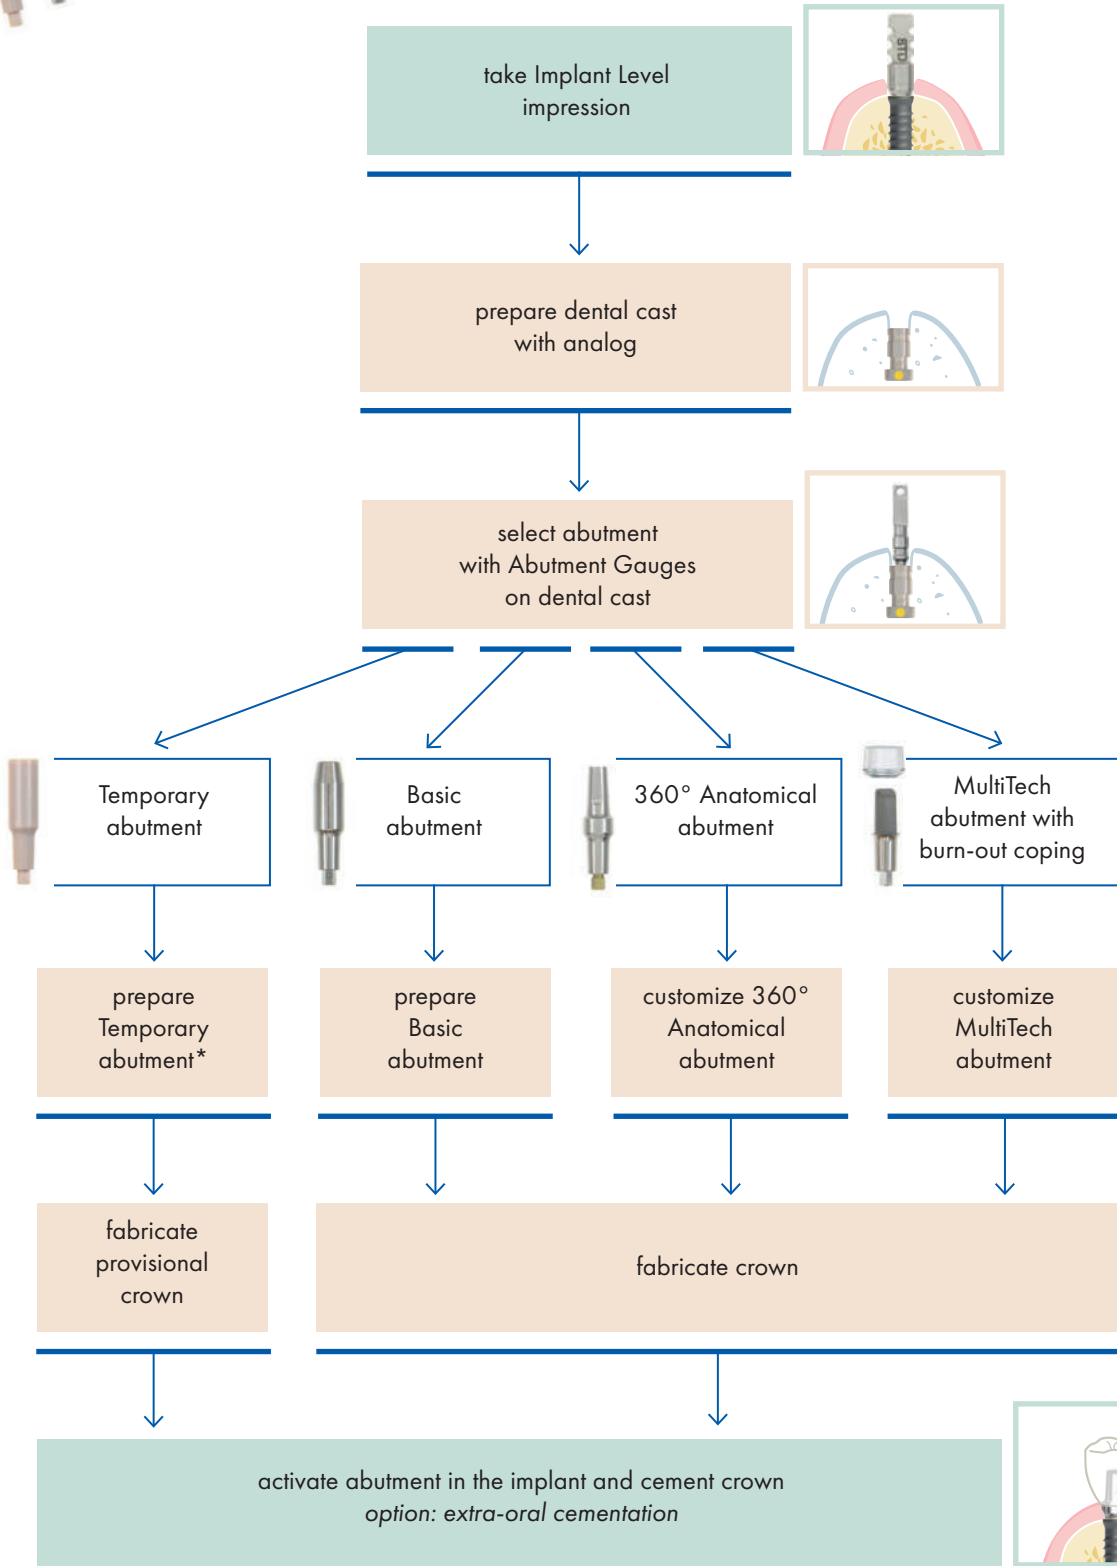 take Implant Level
impression
STD
prepare dental cast
with analog
select abutment
with Abutment Gauges
on dental cast
Temporary
abutment
Basic
abutment
360° Anatomical
abutment
MultiTech
abutment with
burn-out coping
prepare
Temporary
abutment*
prepare
Basic
abutment
customize 360°
Anatomical
abutment
customize
MultiTech
abutment
fabricate
provisional
crown
fabricate crown
activate abutment in the implant and cement crown
option: extra-oral cementation